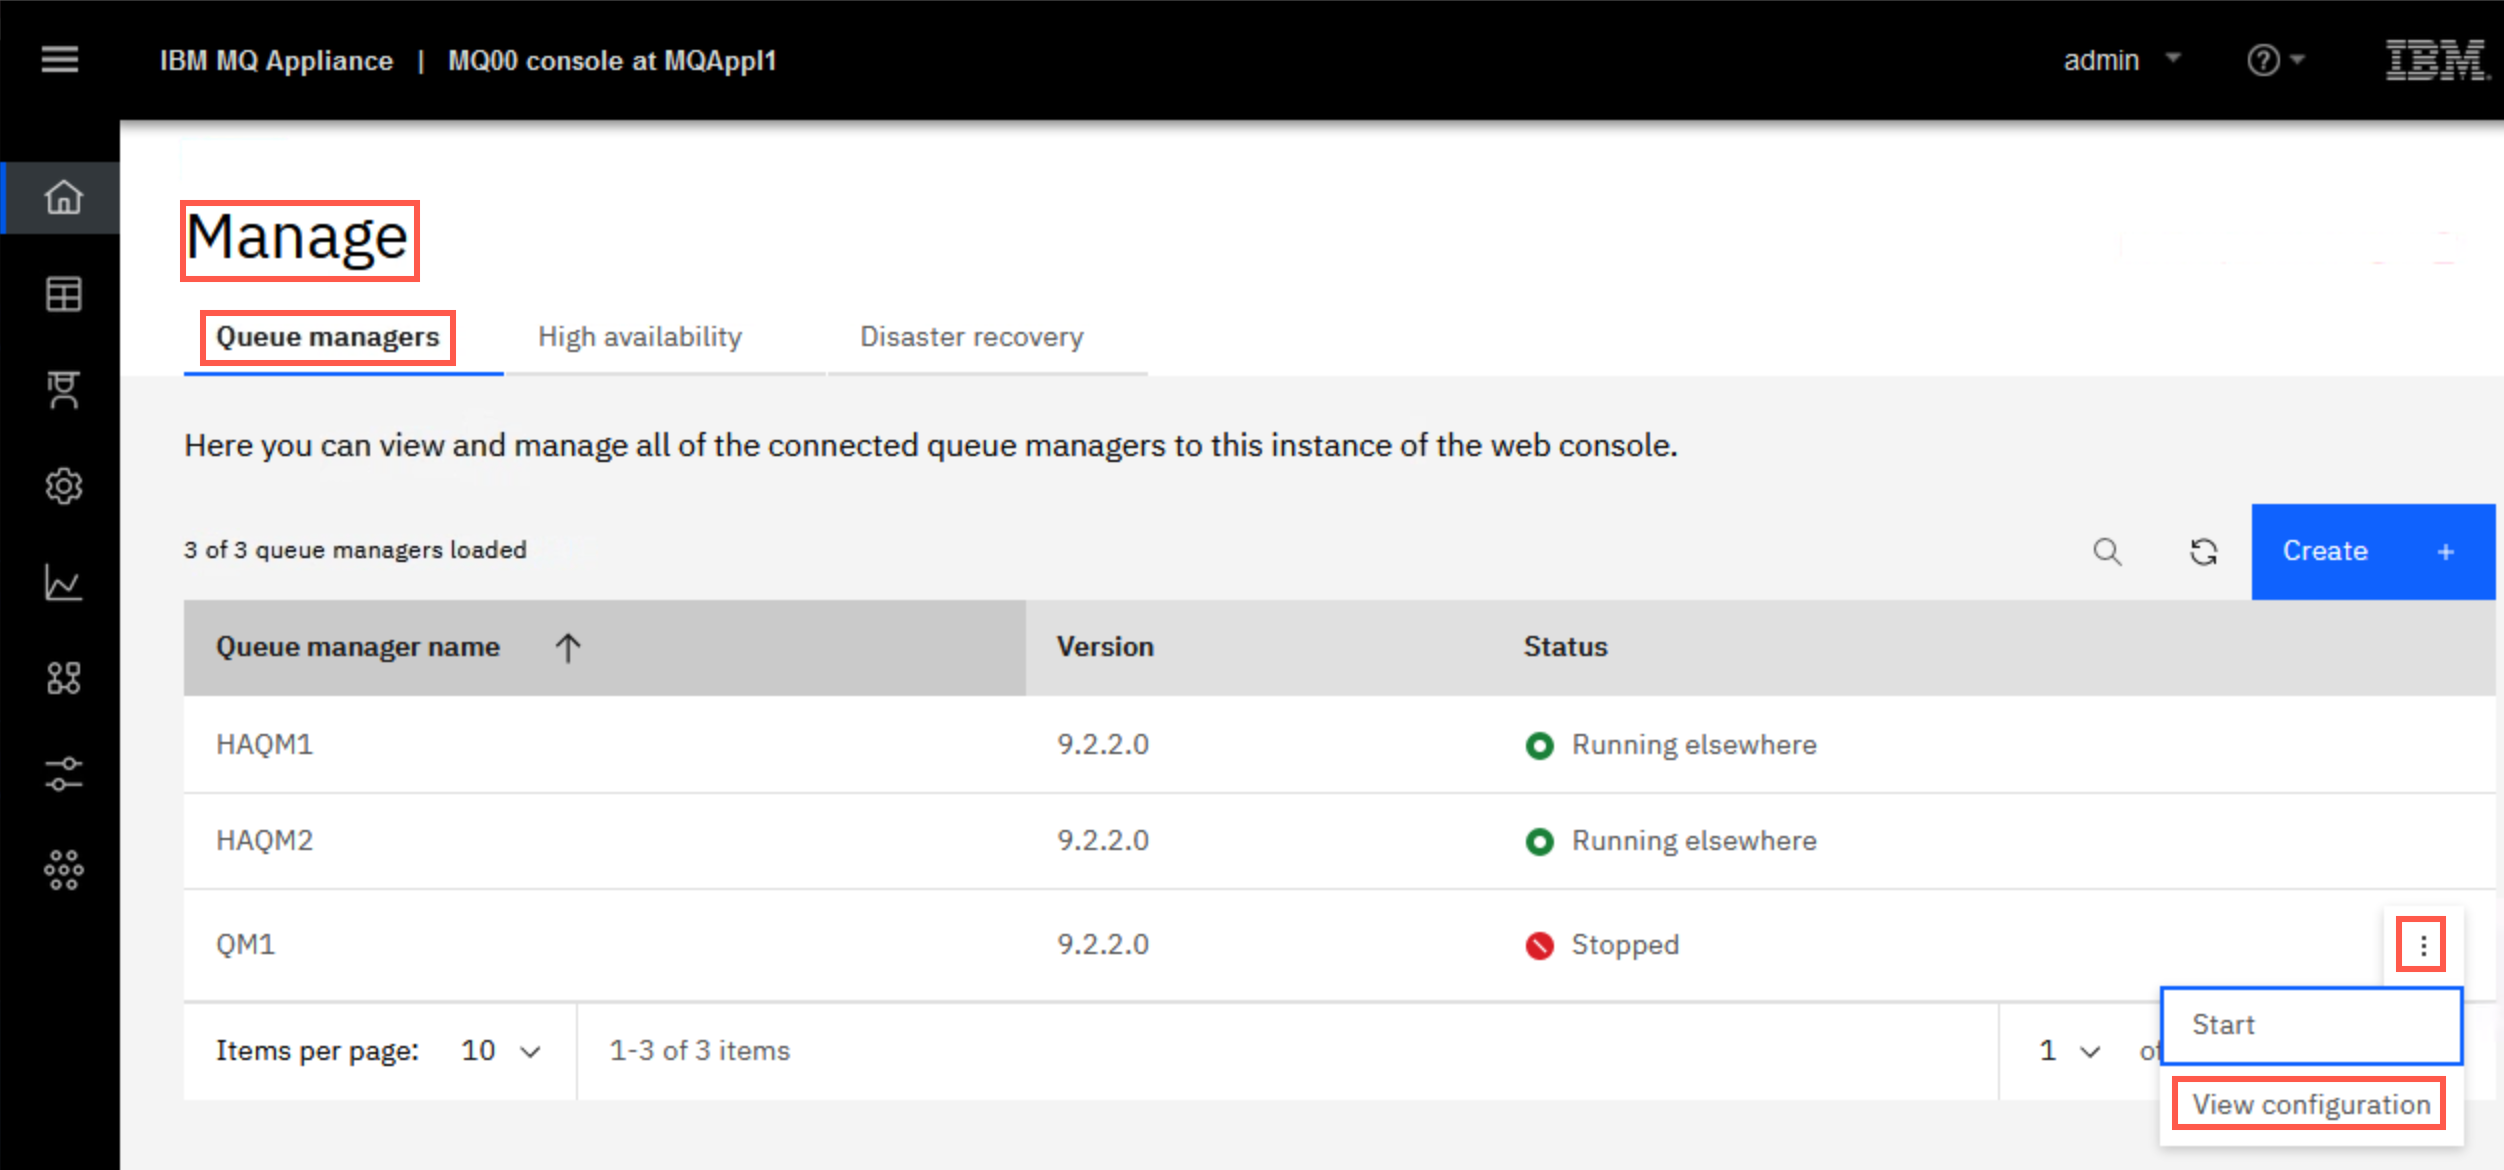 IBM MQ Appliance | MQ00 console at MQAppl1
admin
?
IBM
Manage
Queue managers
High availability
Disaster recovery
Here you can view and manage all of the connected queue managers to this instance of the web console.
3 of 3 queue managers loaded
Create +
Queue manager name
Version
Status
HAQM1
9.2.2.0
Running elsewhere
HAQM2
9.2.2.0
Running elsewhere
QM1
9.2.2.0
Stopped
Start
Items per page: 10
1-3 of 3 items
1
View configuration